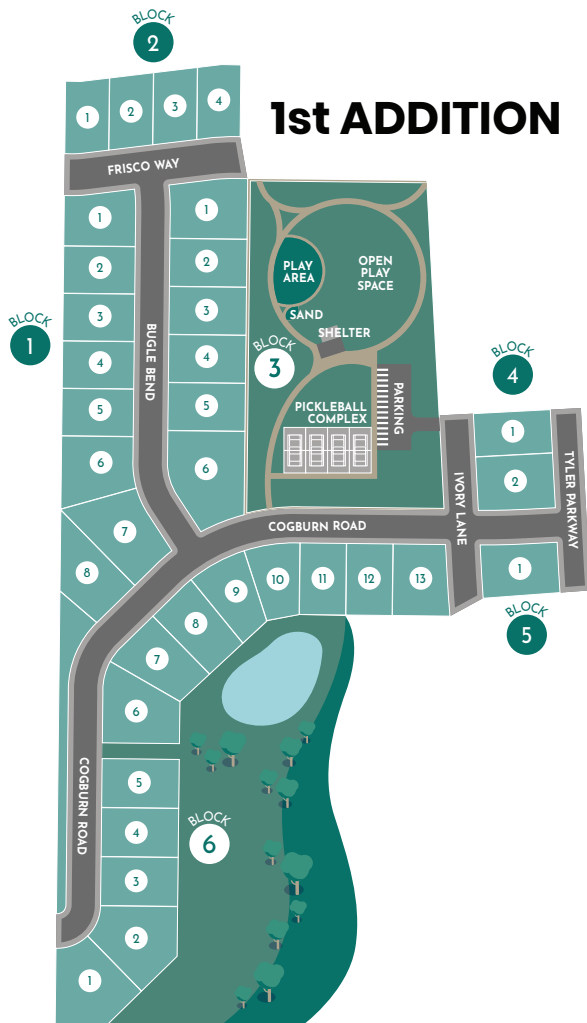 BLOCK
2
1st ADDITION
1
2
3
4
FRISCO WAY
BLOCK
1
1
2
3
4
5
6
7
8
BUGLE BEND
1
2
3
4
5
6
BLOCK
3
PLAY
AREA
OPEN
PLAY
SPACE
SAND
SHELTER
PICKLEBALL
COMPLEX
PARKING
BLOCK
4
1
2
IVORY LANE
TYLER PARKWAY
COGBURN ROAD
1
BLOCK
5
13
12
11
10
9
8
7
6
5
4
3
2
1
BLOCK
6
COGBURN ROAD